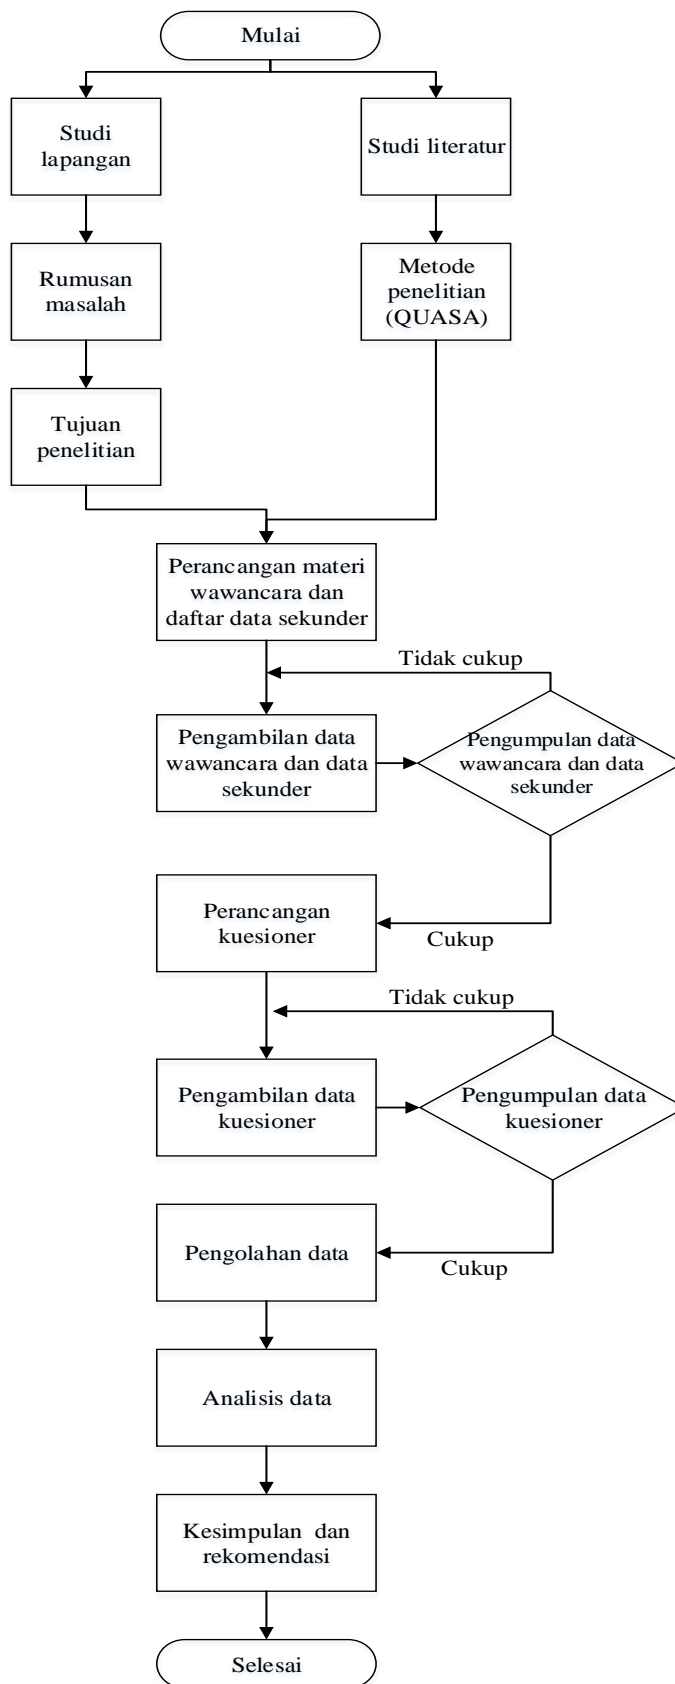 Mulai
Studi
lapangan
Studi literatur
Rumusan
masalah
Metode
penelitian
(QUASA)
Tujuan
penelitian
Perancangan materi
wawancara dan
daftar data sekunder
Tidak cukup
Pengambilan data
wawancara dan data
sekunder
Pengumpulan data
wawancara dan data
sekunder
Perancangan
kuesioner
Cukup
Tidak cukup
Pengambilan data
kuesioner
Pengumpulan data
kuesioner
Pengolahan data
Cukup
Analisis data
Kesimpulan dan
rekomendasi
Selesai